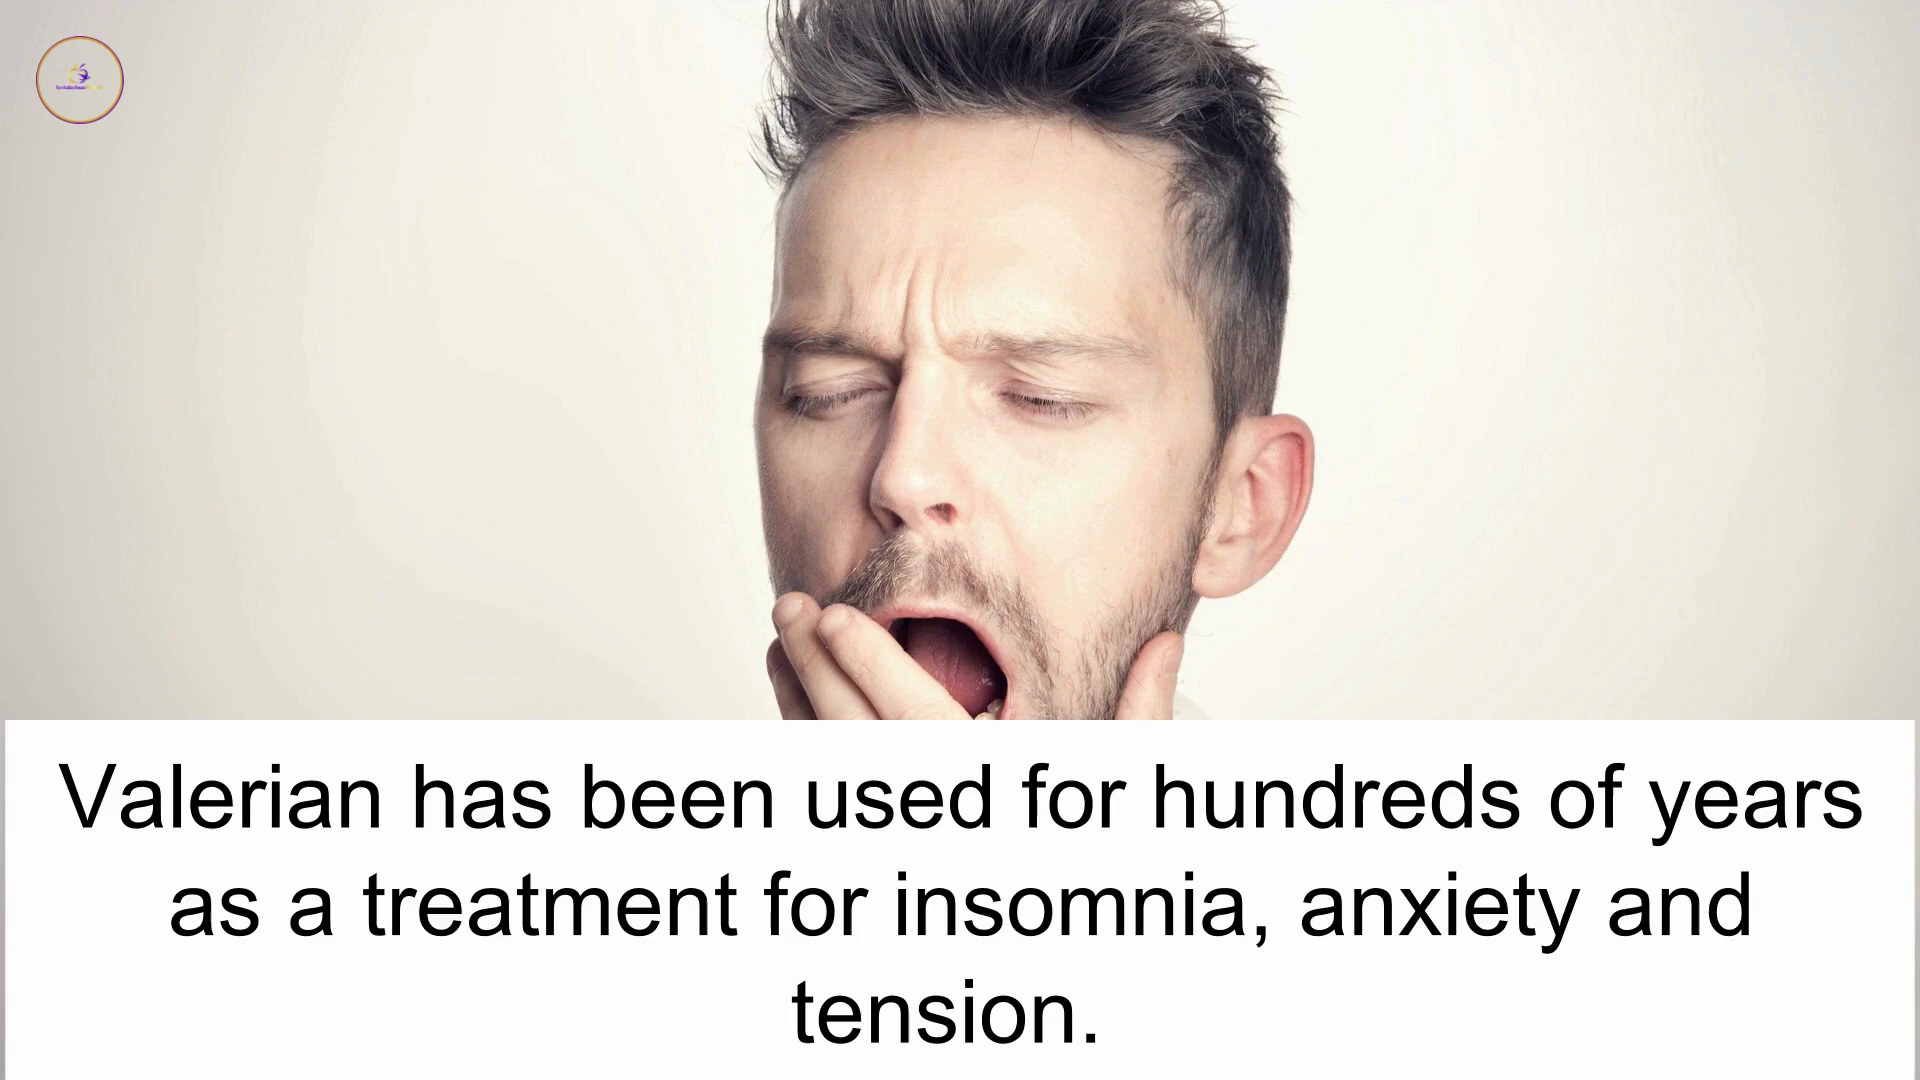 Valerian has been used for hundreds of years
as a treatment for insomnia, anxiety and
tension.